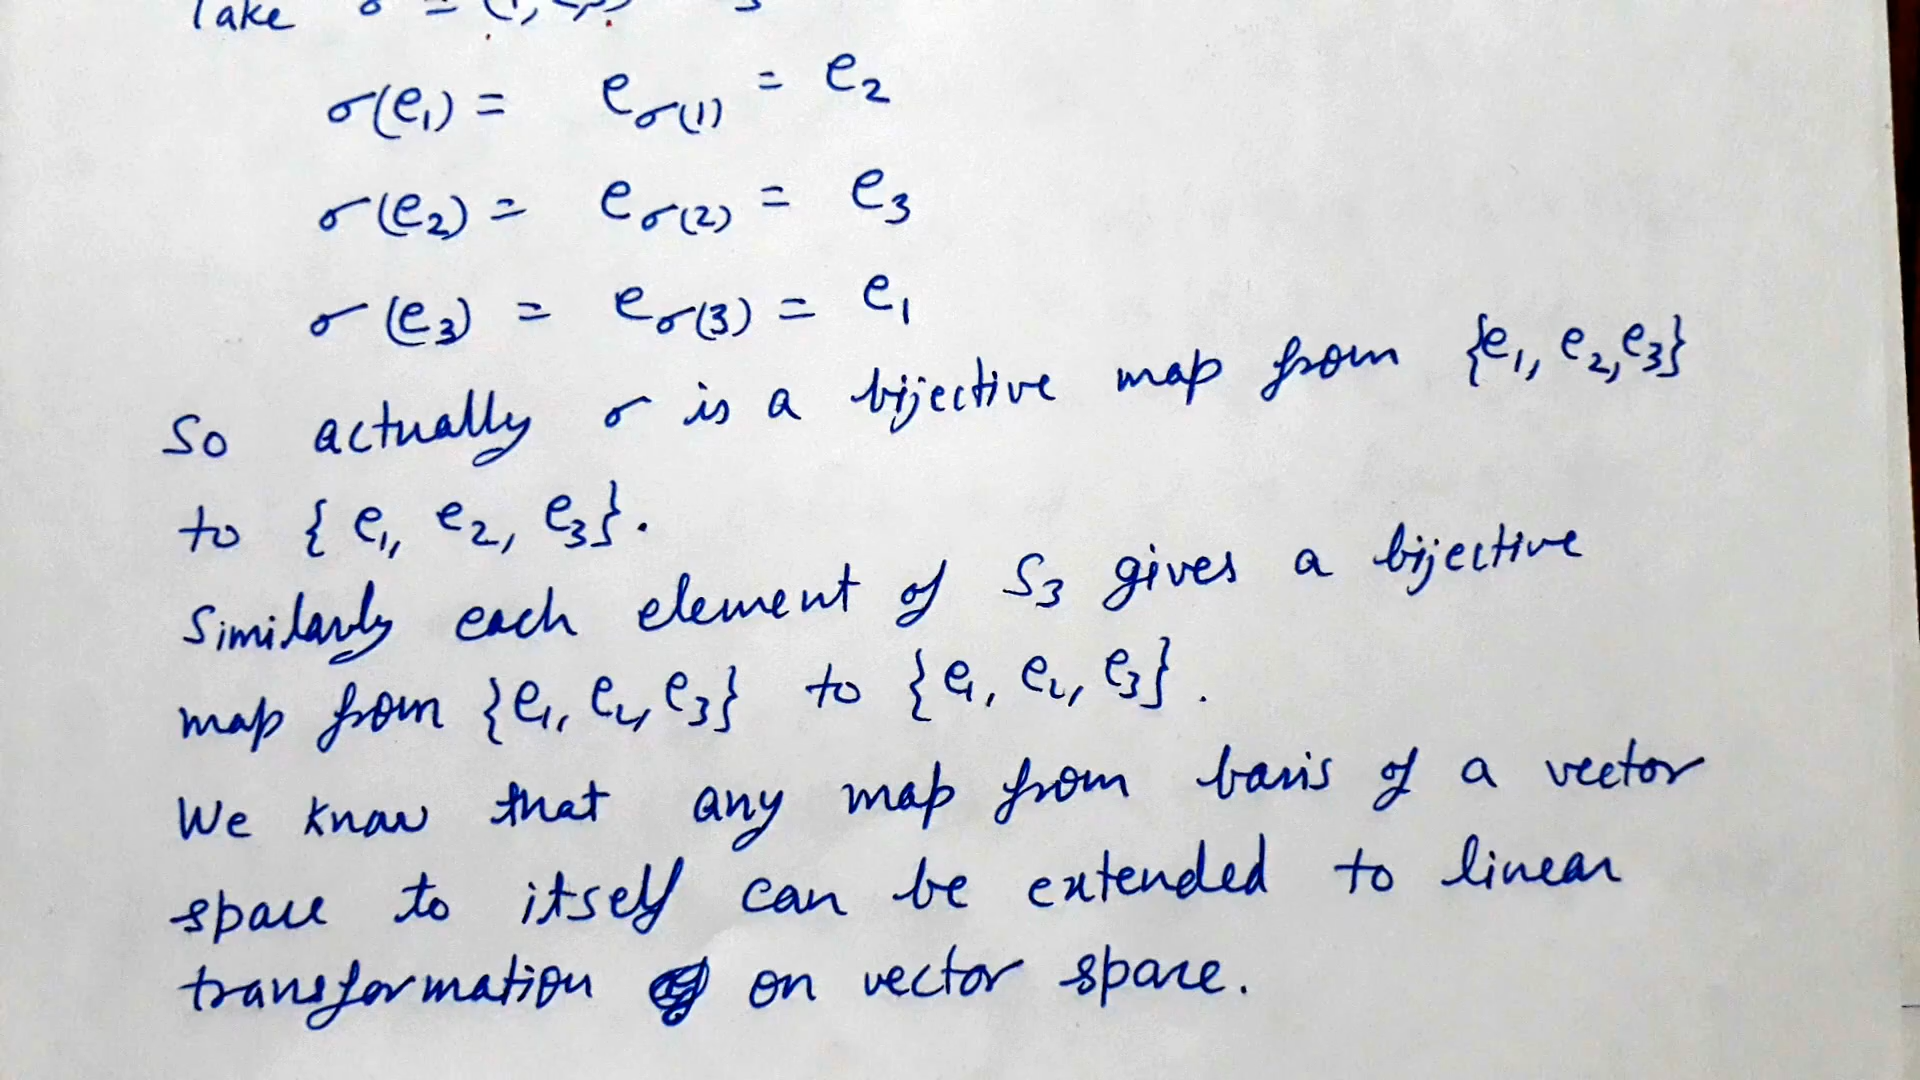 Take σ = (1,
σ(e₁) = e_σ(1) = e₂
σ(e₂) = e_σ(2) = e₃
σ(e₃) = e_σ(3) = e₁
So actually σ is a bijective map from {e₁, e₂, e₃}
to {e₁, e₂, e₃}.
Similarly each element of S₃ gives a bijective
map from {e₁, e₂, e₃} to {e₁, e₂, e₃}.
We know that any map from basis of a vector
space to itself can be extended to linear
transformation on vector space.